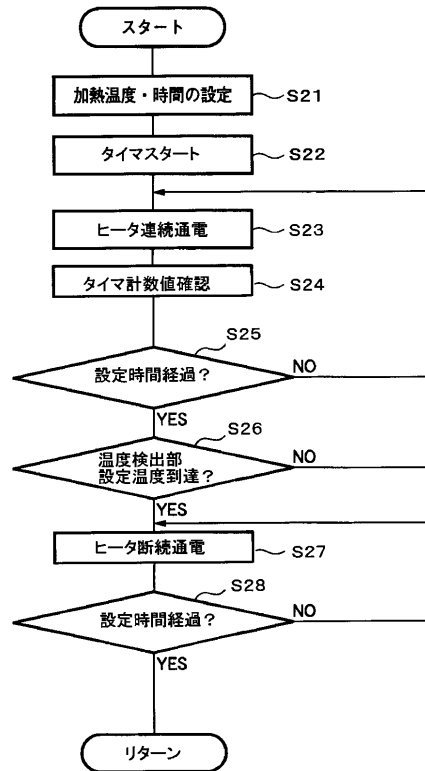 スタート
加熱温度・時間の設定
S21
タイマスタート
S22
ヒータ連続通電
S23
タイマ計数値確認
S24
S25
設定時間経過？
NO
YES
S26
温度検出部
設定温度到達？
NO
YES
ヒータ断続通電
S27
S28
設定時間経過？
NO
YES
リターン